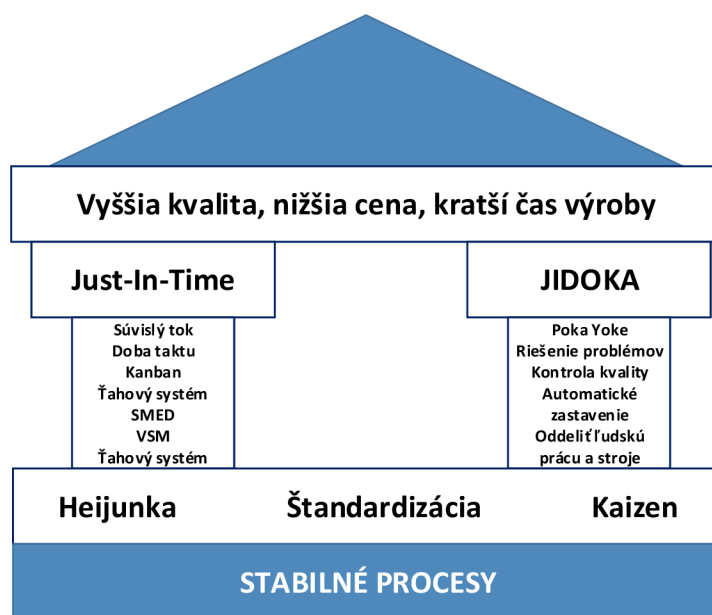 Vyššia kvalita, nižšia cena, kratší čas výroby
Just-In-Time
Súvislý tok
Doba taktu
Kanban
Ťahový systém
SMED
VSM
Ťahový systém
JIDOKA
Poka Yoke
Riešenie problémov
Kontrola kvality
Automatické
zastavenie
Oddeliť ľudskú
prácu a stroje
Heijunka
Štandardizácia
Kaizen
STABILNÉ PROCESY